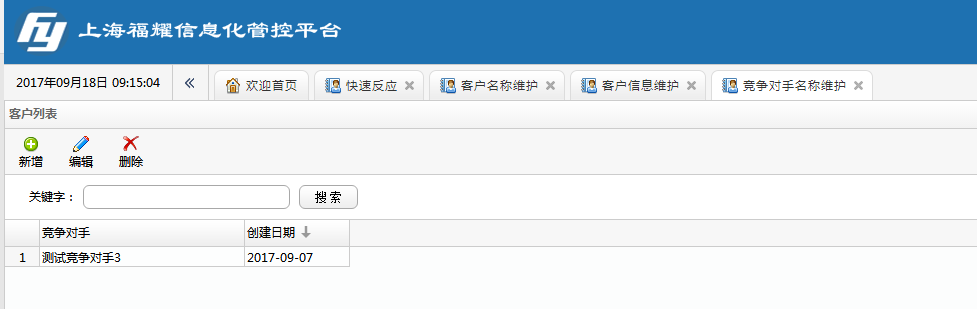 上海福耀信息化管控平台
2017年09月18日 09:15:04 « 欢迎首页 快速反应 客户名称维护 客户信息维护 竞争对手名称维护
客户列表
新增 编辑 删除
关键字： 搜 索
竞争对手 创建日期
1 测试竞争对手3 2017-09-07